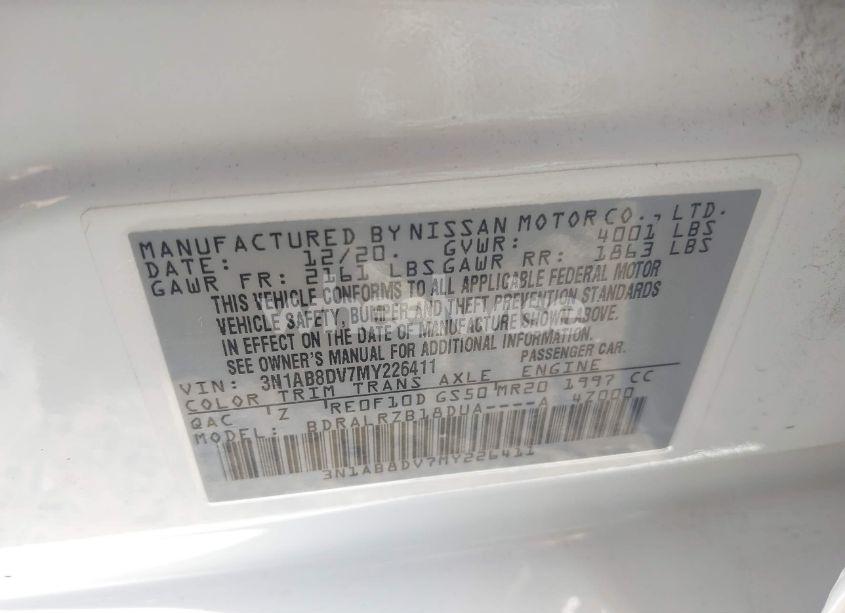 MANUFACTURED BY NISSAN MOTOR CO., LTD.
DATE: 12/20. GVWR: 4001 LBS
GAWR FR: 2161 LBS GAWR RR: 1863 LBS
THIS VEHICLE CONFORMS TO ALL APPLICABLE FEDERAL MOTOR
VEHICLE SAFETY, BUMPER AND THEFT PREVENTION STANDARDS
IN EFFECT ON THE DATE OF MANUFACTURE SHOWN ABOVE.
SEE OWNER'S MANUAL FOR ADDITIONAL INFORMATION.
VIN: 3N1AB8DV7MY226411 PASSENGER CAR.
COLOR TRIM TRANS AXLE ENGINE
QAC Z RE0F10D GS50 MR20 1997 CC
MODEL: BDRALRZB18DUA----A 47000
3N1AB8DV7MY226411